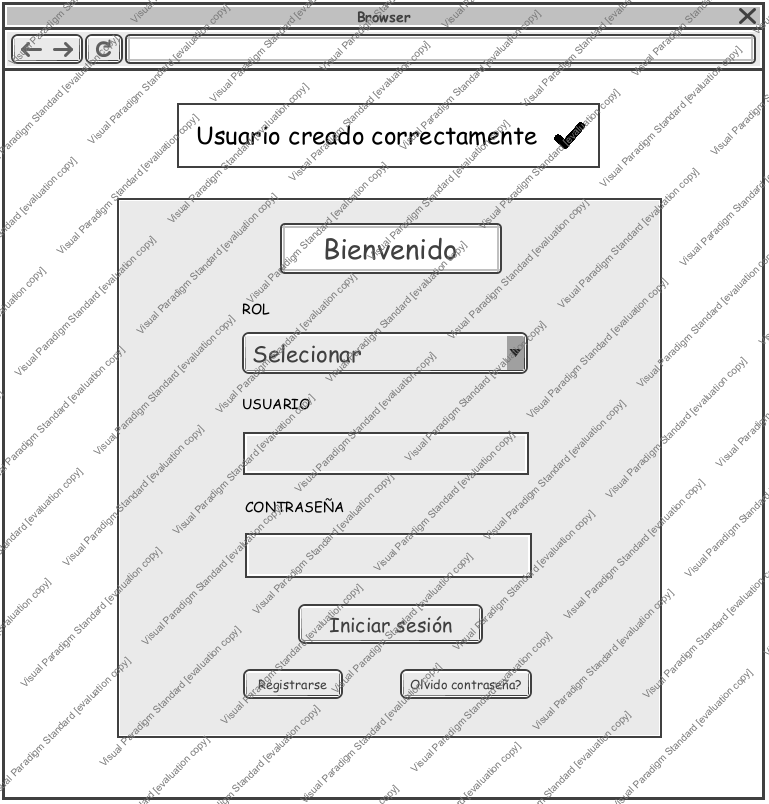 Browser
Usuario creado correctamente
Bienvenido
ROL
Selecionar
USUARIO
CONTRASEÑA
Iniciar sesión
Registrarse
Olvido contraseña?
Visual Paradigm Standard [evaluation copy]